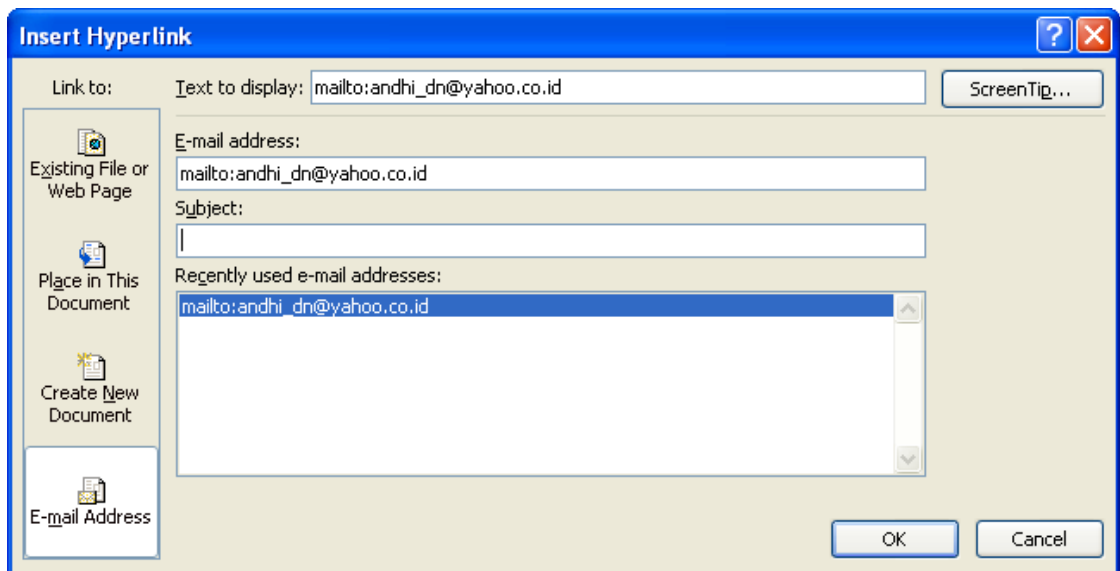 Insert Hyperlink
Link to:
Text to display: mailto:andhi_dn@yahoo.co.id
ScreenTip...
Existing File or
Web Page
Place in This
Document
Create New
Document
E-mail Address
E-mail address:
mailto:andhi_dn@yahoo.co.id
Subject:
Recently used e-mail addresses:
mailto:andhi_dn@yahoo.co.id
OK
Cancel